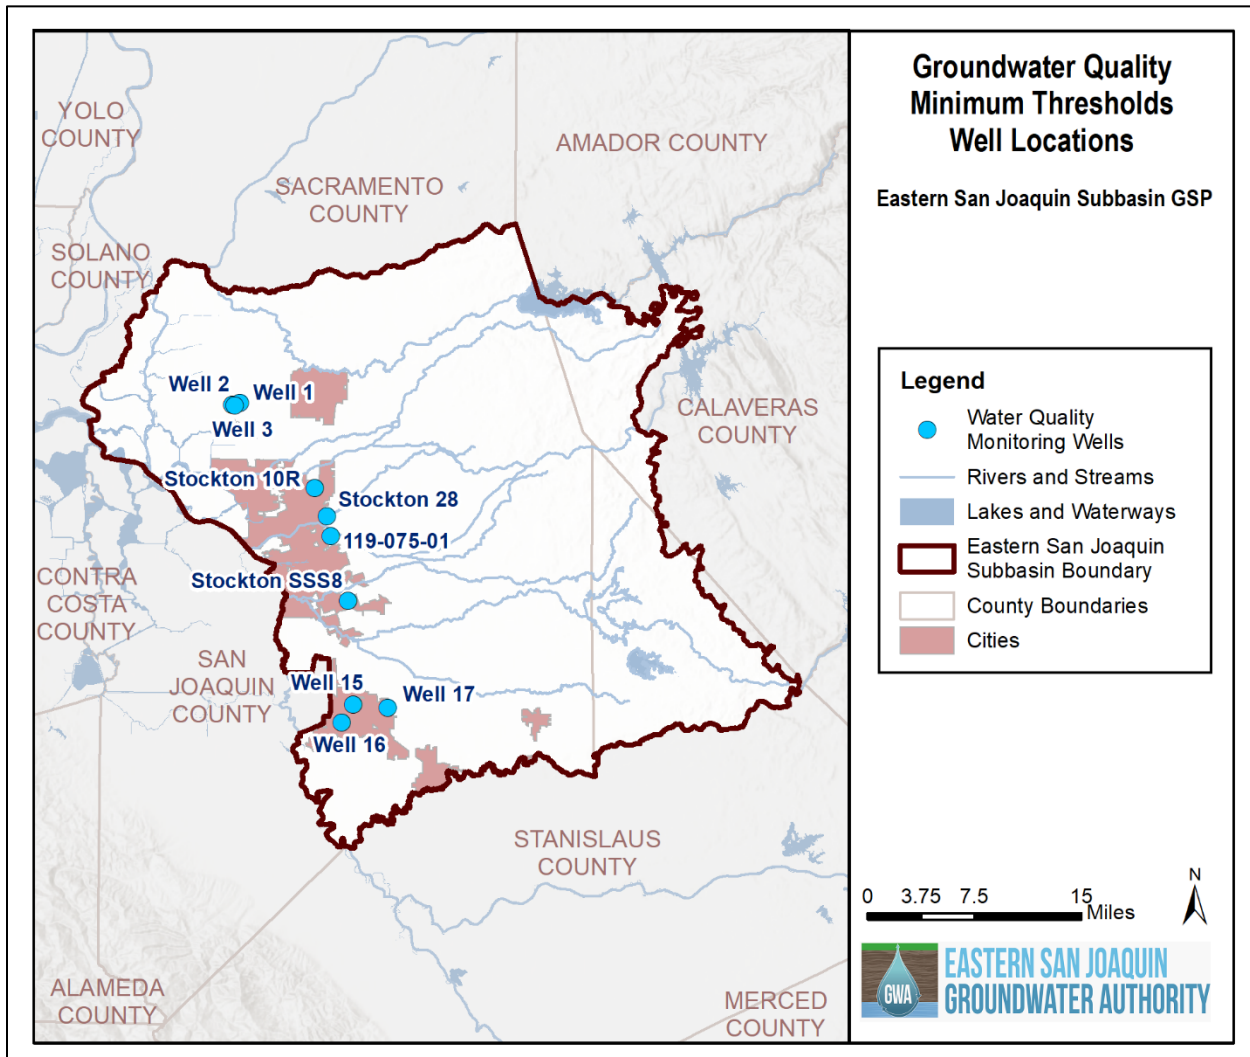 Groundwater Quality
Minimum Thresholds
Well Locations
Eastern San Joaquin Subbasin GSP
YOLO
COUNTY
AMADOR COUNTY
SACRAMENTO
COUNTY
SOLANO
COUNTY
CALAVERAS
COUNTY
CONTRA
COSTA
COUNTY
SAN
JOAQUIN
COUNTY
STANISLAUS
COUNTY
ALAMEDA
COUNTY
MERCED
COUNTY
Well 2
Well 1
Well 3
Stockton 10R
Stockton 28
119-075-01
Stockton SSS8
Well 15
Well 17
Well 16
Legend
Water Quality
Monitoring Wells
Rivers and Streams
Lakes and Waterways
Eastern San Joaquin
Subbasin Boundary
County Boundaries
Cities
N
0 3.75 7.5 15
Miles
GWA
EASTERN SAN JOAQUIN
GROUNDWATER AUTHORITY